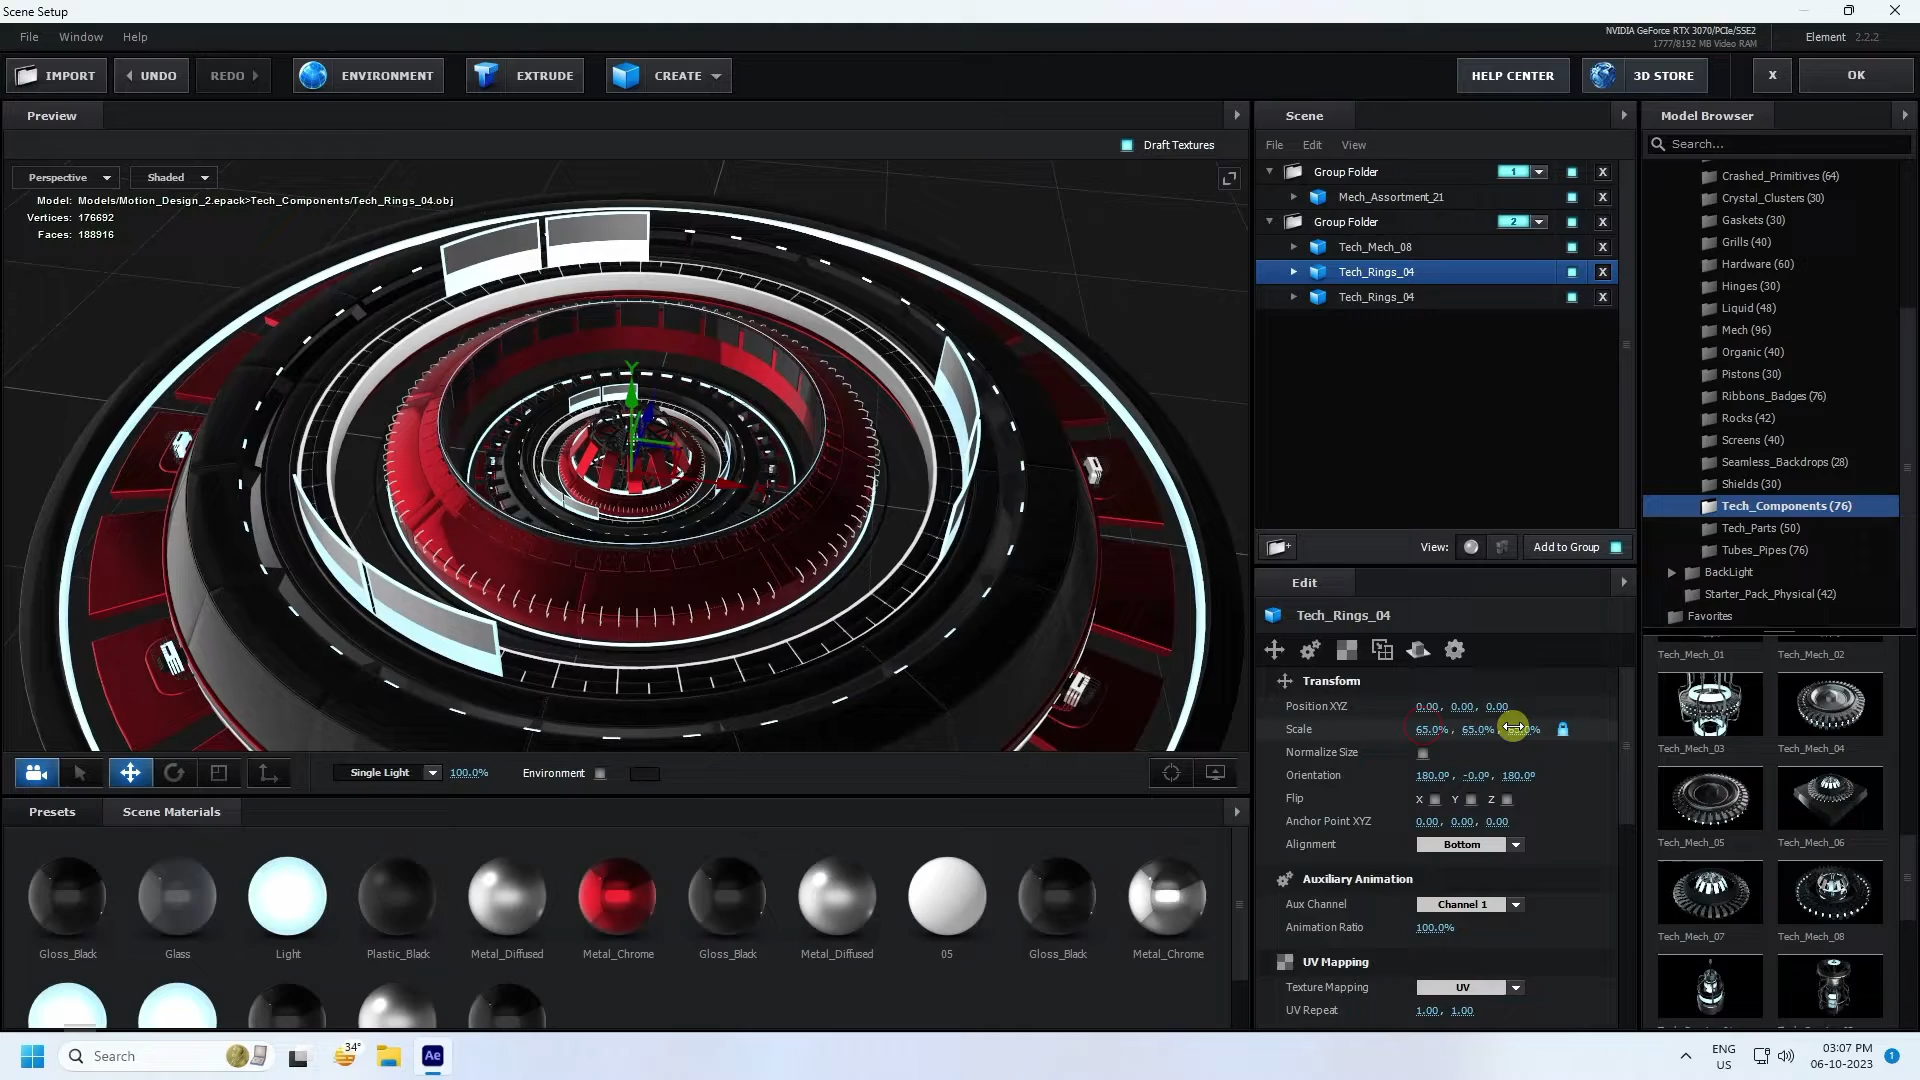 Scene Setup
File Window Help
NVIDIA GeForce RTX 3070/PCIe/SSE2
1777/8192 MB Video RAM
Element 2.2.2
IMPORT UNDO REDO ENVIRONMENT EXTRUDE CREATE HELP CENTER 3D STORE X OK
Preview
Draft Textures
Perspective Shaded
Model: Models/Motion_Design_2.epack>Tech_Components/Tech_Rings_04.obj
Vertices: 176692
Faces: 188916
Y
Single Light 100.0% Environment
Presets Scene Materials
Gloss_Black Glass Light Plastic_Black Metal_Diffused Metal_Chrome Gloss_Black Metal_Diffused 05 Gloss_Black Metal_Chrome
Scene
File Edit View
Group Folder 1 X
Mech_Assortment_21 X
Group Folder 2 X
Tech_Mech_08 X
Tech_Rings_04 X
Tech_Rings_04 X
View: Add to Group
Edit
Tech_Rings_04
Transform
Position XYZ 0.00, 0.00, 0.00
Scale 65.0%, 65.0%,
Normalize Size
Orientation 180.0º, -0.0º, 180.0º
Flip X Y Z
Anchor Point XYZ 0.00, 0.00, 0.00
Alignment Bottom
Auxiliary Animation
Aux Channel Channel 1
Animation Ratio 100.0%
UV Mapping
Texture Mapping UV
UV Repeat 1.00, 1.00
Model Browser
Search...
Crashed_Primitives (64)
Crystal_Clusters (30)
Gaskets (30)
Grills (40)
Hardware (60)
Hinges (30)
Liquid (48)
Mech (96)
Organic (40)
Pistons (30)
Ribbons_Badges (76)
Rocks (42)
Screens (40)
Seamless_Backdrops (28)
Shields (30)
Tech_Components (76)
Tech_Parts (50)
Tubes_Pipes (76)
BackLight
Starter_Pack_Physical (42)
Favorites
Tech_Mech_01 Tech_Mech_02
Tech_Mech_03 Tech_Mech_04
Tech_Mech_05 Tech_Mech_06
Tech_Mech_07 Tech_Mech_08
Search 34° Ae ENG
US
03:07 PM
06-10-2023
1